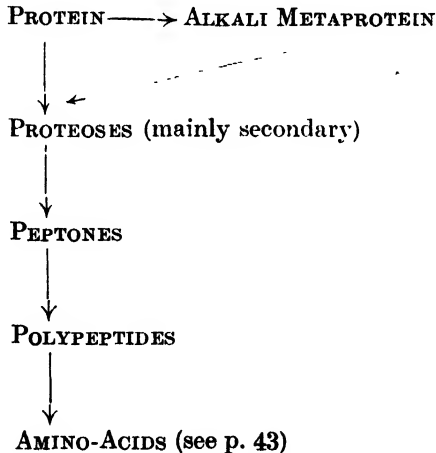 PROTEIN ALKALI METAPROTEIN
PROTEOSES (mainly secondary)
PEPTONES
POLYPEPTIDES
AMINO-ACIDS (see p. 43)